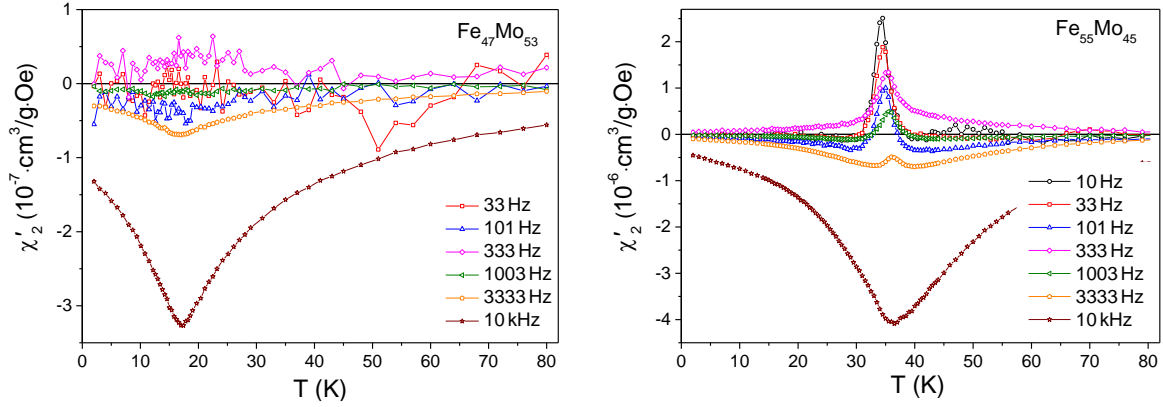 Fe47Mo53
χ′2 (10-7·cm3/g·Oe)
1
0
-1
-2
-3
33 Hz
101 Hz
333 Hz
1003 Hz
3333 Hz
10 kHz
0 10 20 30 40 50 60 70 80
T (K)
Fe55Mo45
χ′2 (10-6·cm3/g·Oe)
2
1
0
-1
-2
-3
-4
10 Hz
33 Hz
101 Hz
333 Hz
1003 Hz
3333 Hz
10 kHz
0 10 20 30 40 50 60 70 80
T (K)